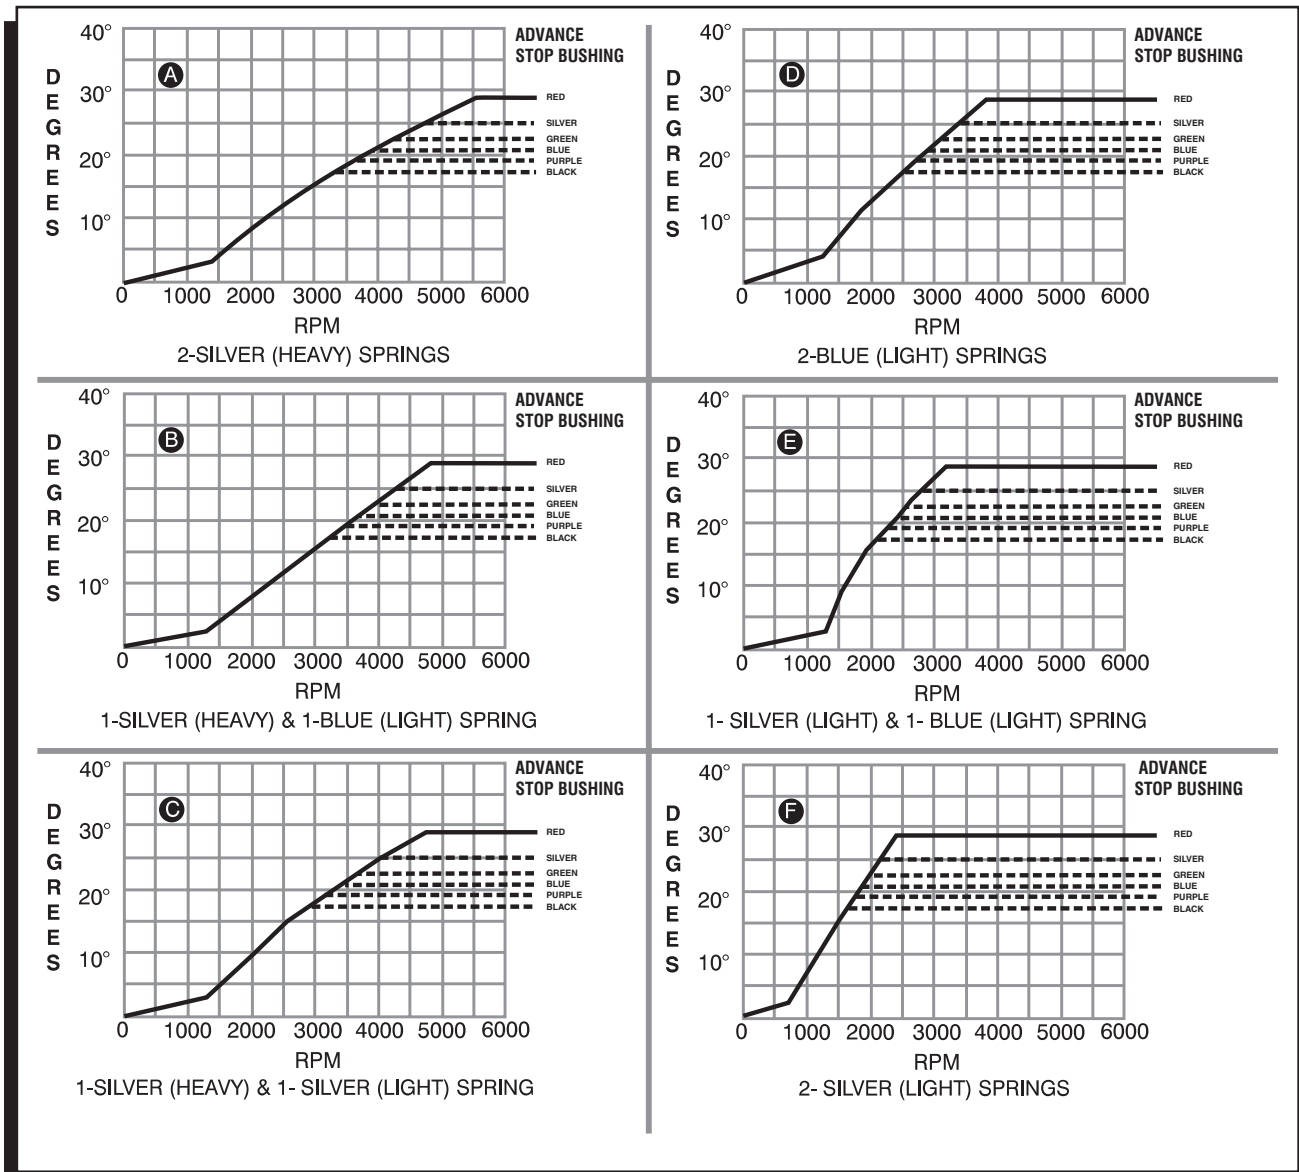 ADVANCE
STOP BUSHING
40°
30°
20°
10°
DEGREES
A
RED
SILVER
GREEN
BLUE
PURPLE
BLACK
0 1000 2000 3000 4000 5000 6000
RPM
2-SILVER (HEAVY) SPRINGS
ADVANCE
STOP BUSHING
40°
30°
20°
10°
DEGREES
B
RED
SILVER
GREEN
BLUE
PURPLE
BLACK
0 1000 2000 3000 4000 5000 6000
RPM
1-SILVER (HEAVY) & 1-BLUE (LIGHT) SPRING
ADVANCE
STOP BUSHING
40°
30°
20°
10°
DEGREES
C
RED
SILVER
GREEN
BLUE
PURPLE
BLACK
0 1000 2000 3000 4000 5000 6000
RPM
1-SILVER (HEAVY) & 1- SILVER (LIGHT) SPRING
ADVANCE
STOP BUSHING
40°
30°
20°
10°
DEGREES
D
RED
SILVER
GREEN
BLUE
PURPLE
BLACK
0 1000 2000 3000 4000 5000 6000
RPM
2-BLUE (LIGHT) SPRINGS
ADVANCE
STOP BUSHING
40°
30°
20°
10°
DEGREES
E
RED
SILVER
GREEN
BLUE
PURPLE
BLACK
0 1000 2000 3000 4000 5000 6000
RPM
1- SILVER (LIGHT) & 1- BLUE (LIGHT) SPRING
ADVANCE
STOP BUSHING
40°
30°
20°
10°
DEGREES
F
RED
SILVER
GREEN
BLUE
PURPLE
BLACK
0 1000 2000 3000 4000 5000 6000
RPM
2- SILVER (LIGHT) SPRINGS